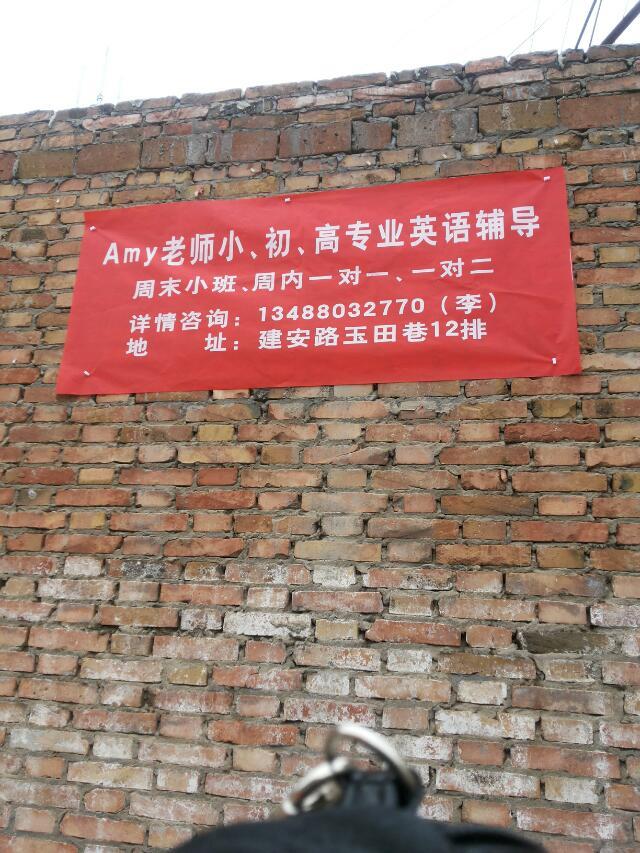 Amy老师小、初、高专业英语辅导
周末小班、周内一对一、一对二
详情咨询：13488032770（李）
地　　址：建安路玉田巷12排